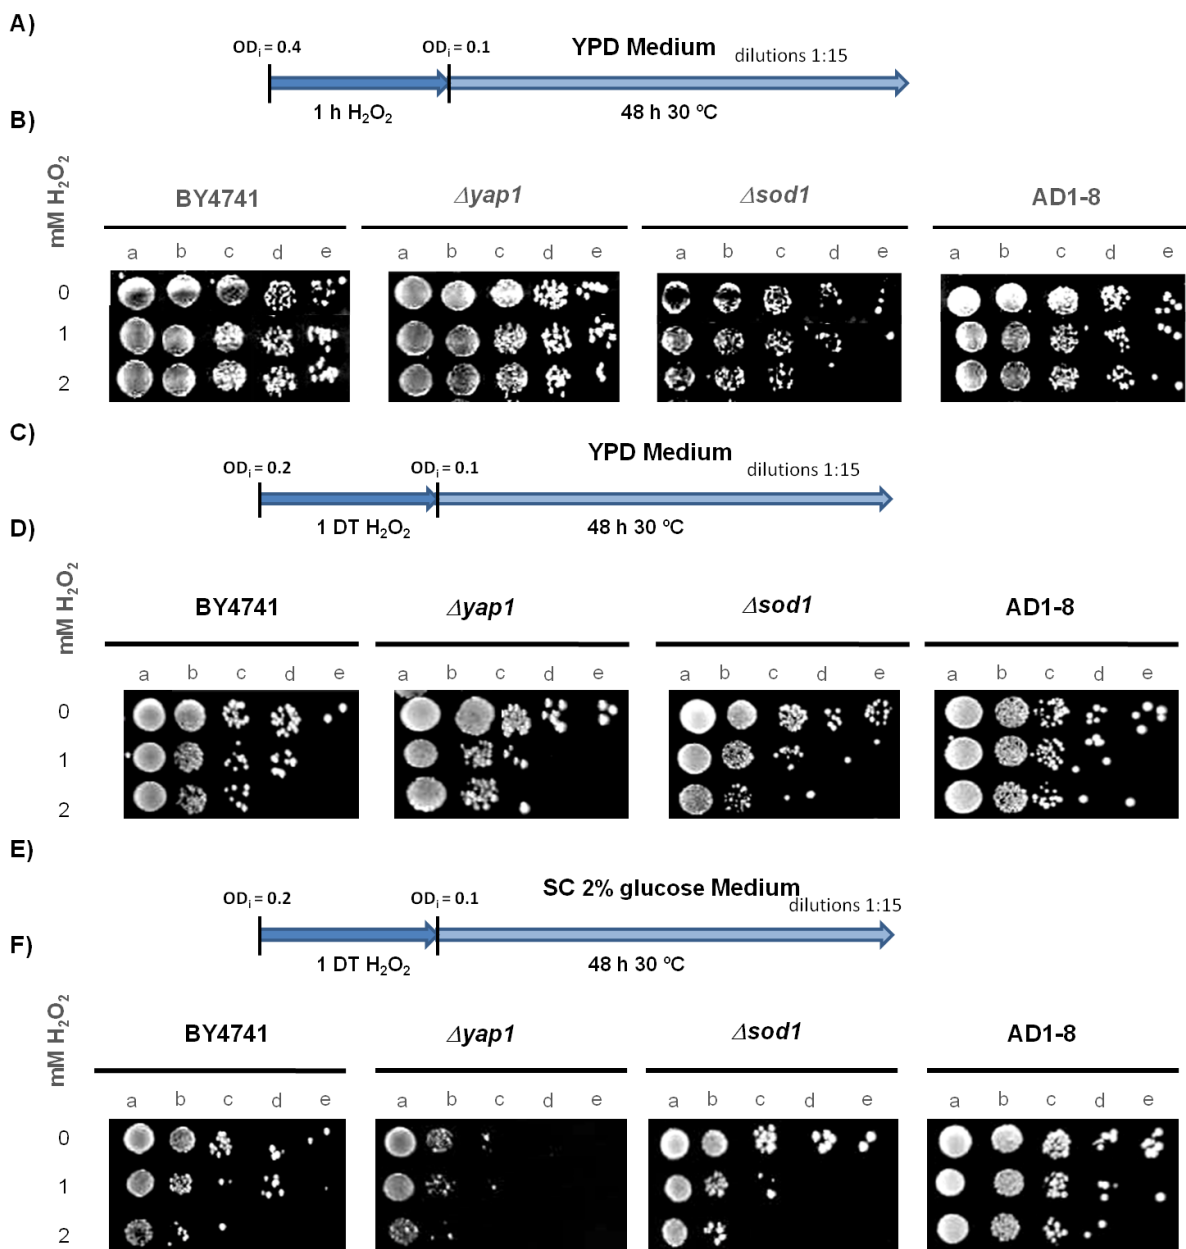 A)
ODi = 0.4
ODi = 0.1
YPD Medium
dilutions 1:15
1 h H2O2
48 h 30 ºC
B)
mM H2O2
BY4741
Δyap1
Δsod1
AD1-8
a b c d e a b c d e a b c d e a b c d e
0
1
2
C)
YPD Medium
ODi = 0.2
ODi = 0.1
dilutions 1:15
1 DT H2O2
48 h 30 ºC
D)
mM H2O2
BY4741
Δyap1
Δsod1
AD1-8
a b c d e a b c d e a b c d e a b c d e
0
1
2
E)
SC 2% glucose Medium
ODi = 0.2
ODi = 0.1
dilutions 1:15
1 DT H2O2
48 h 30 ºC
F)
mM H2O2
BY4741
Δyap1
Δsod1
AD1-8
a b c d e a b c d e a b c d e a b c d e
0
1
2